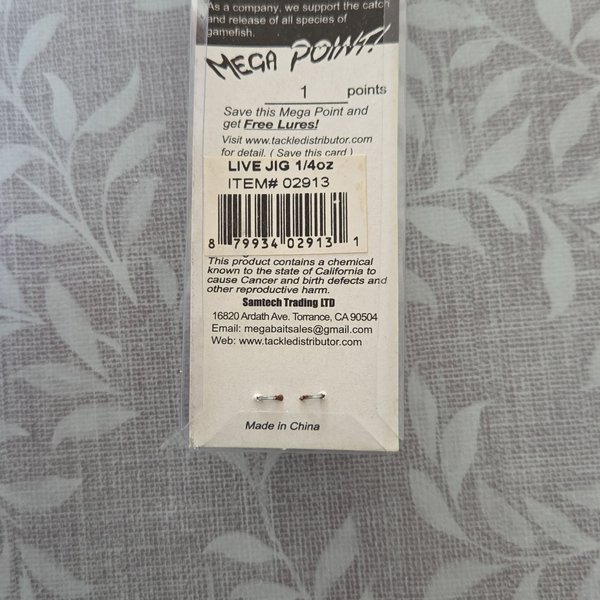 As a company, we support the catch
and release of all species of
gamefish.
MEGA POINT!
1 points
Save this Mega Point and
get Free Lures!
Visit www.tackledistributor.com
for detail. ( Save this card )
LIVE JIG 1/4oz
ITEM# 02913
8 79934 02913 1
This product contains a chemical
known to the state of California to
cause Cancer and birth defects and
other reproductive harm.
Samtech Trading LTD
16820 Ardath Ave. Torrance, CA 90504
Email: megabaitsales@gmail.com
Web: www.tackledistributor.com
Made in China